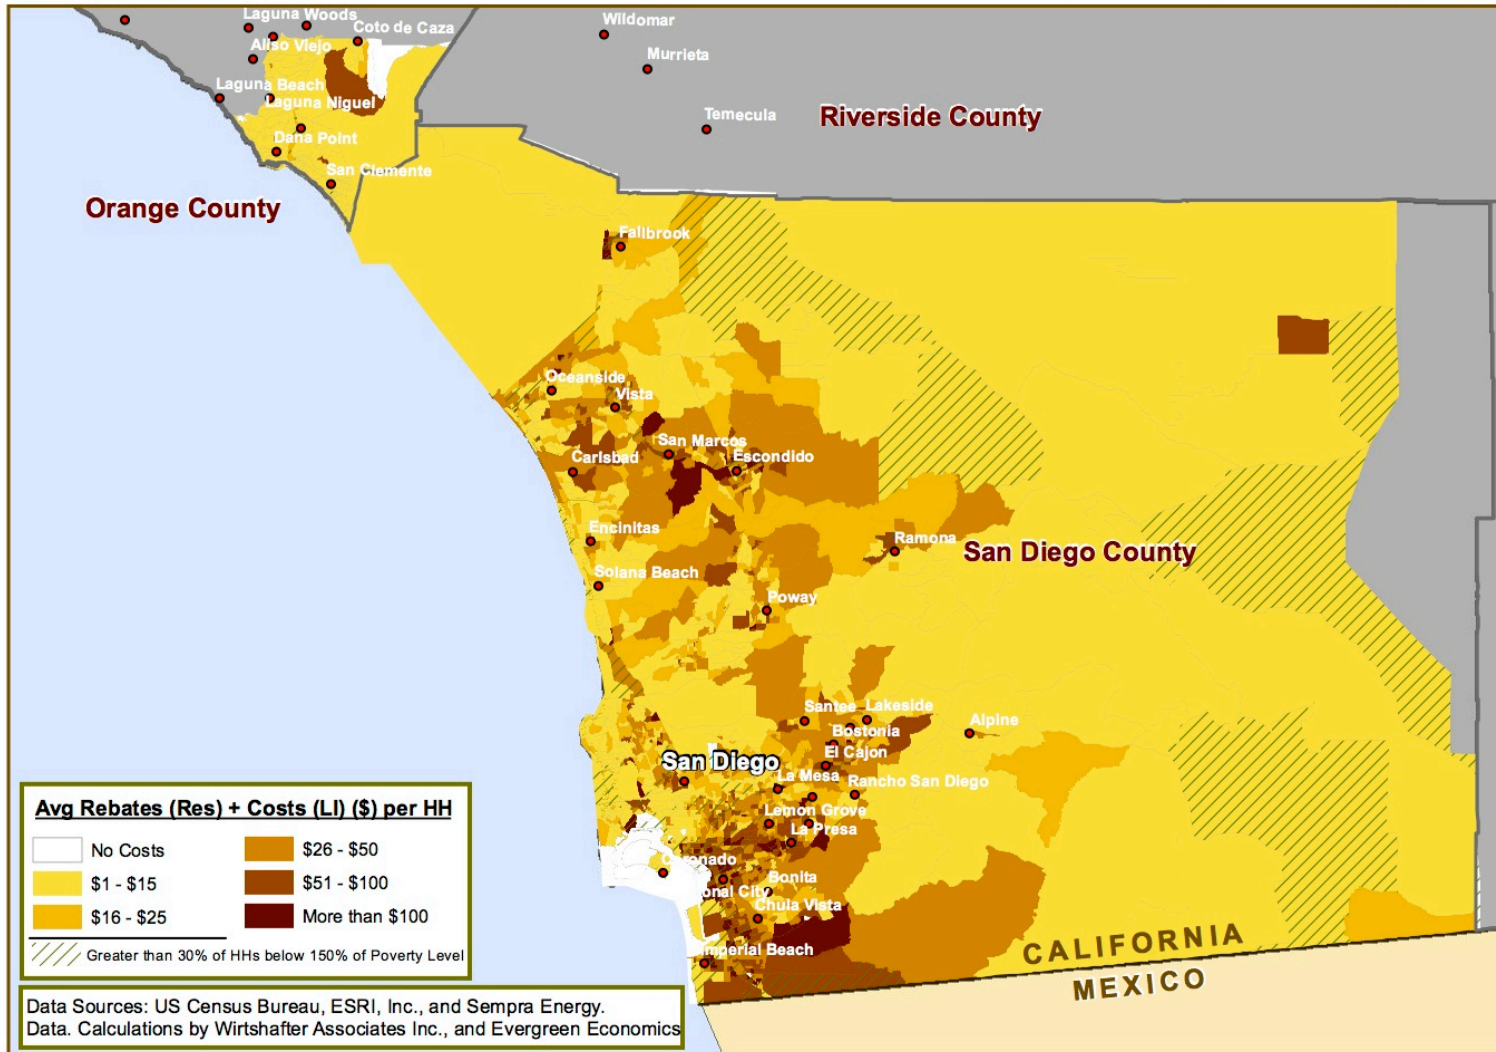 Laguna Woods
Coto de Caza
Aliso Viejo
Laguna Beach
Laguna Niguel
Dana Point
San Clemente
Wildomar
Murrieta
Temecula
Riverside County
Orange County
Fallbrook
Oceanside
Vista
San Marcos
Carlsbad
Escondido
Encinitas
Ramona
San Diego County
Solana Beach
Poway
Santee
Lakeside
Alpine
Bostonia
El Cajon
San Diego
La Mesa
Rancho San Diego
Lemon Grove
La Presa
Coronado
Bonita
onal City
Chula Vista
Imperial Beach
CALIFORNIA
MEXICO
Avg Rebates (Res) + Costs (LI) ($) per HH
No Costs
$1 - $15
$16 - $25
$26 - $50
$51 - $100
More than $100
Greater than 30% of HHs below 150% of Poverty Level
Data Sources: US Census Bureau, ESRI, Inc., and Sempra Energy.
Data. Calculations by Wirtshafter Associates Inc., and Evergreen Economics